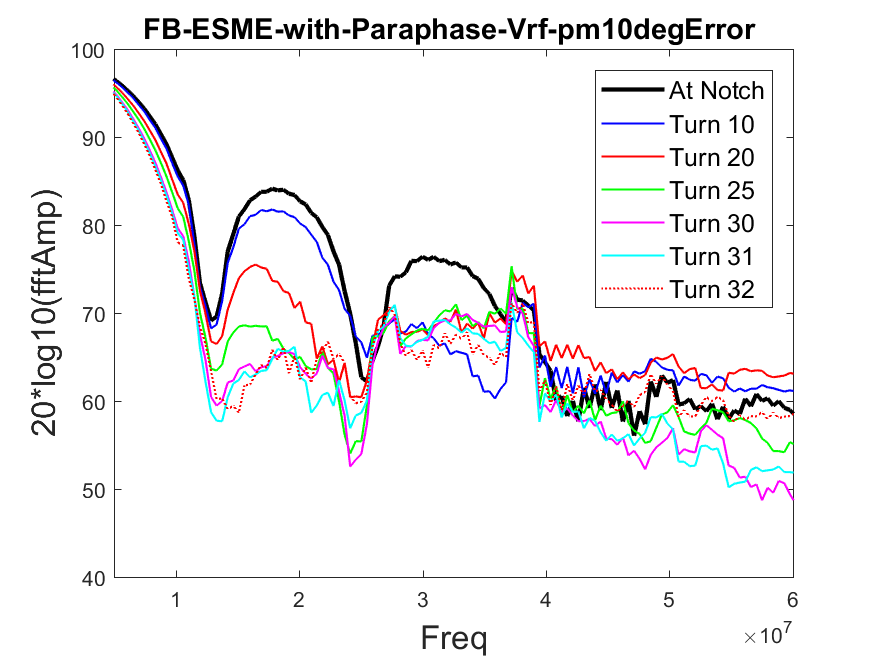 FB-ESME-with-Paraphase-Vrf-pm10degError
100
90
80
70
60
50
40
20*log10(fftAmp)
At Notch
Turn 10
Turn 20
Turn 25
Turn 30
Turn 31
Turn 32
1 2 3 4 5 6
Freq
×10⁷